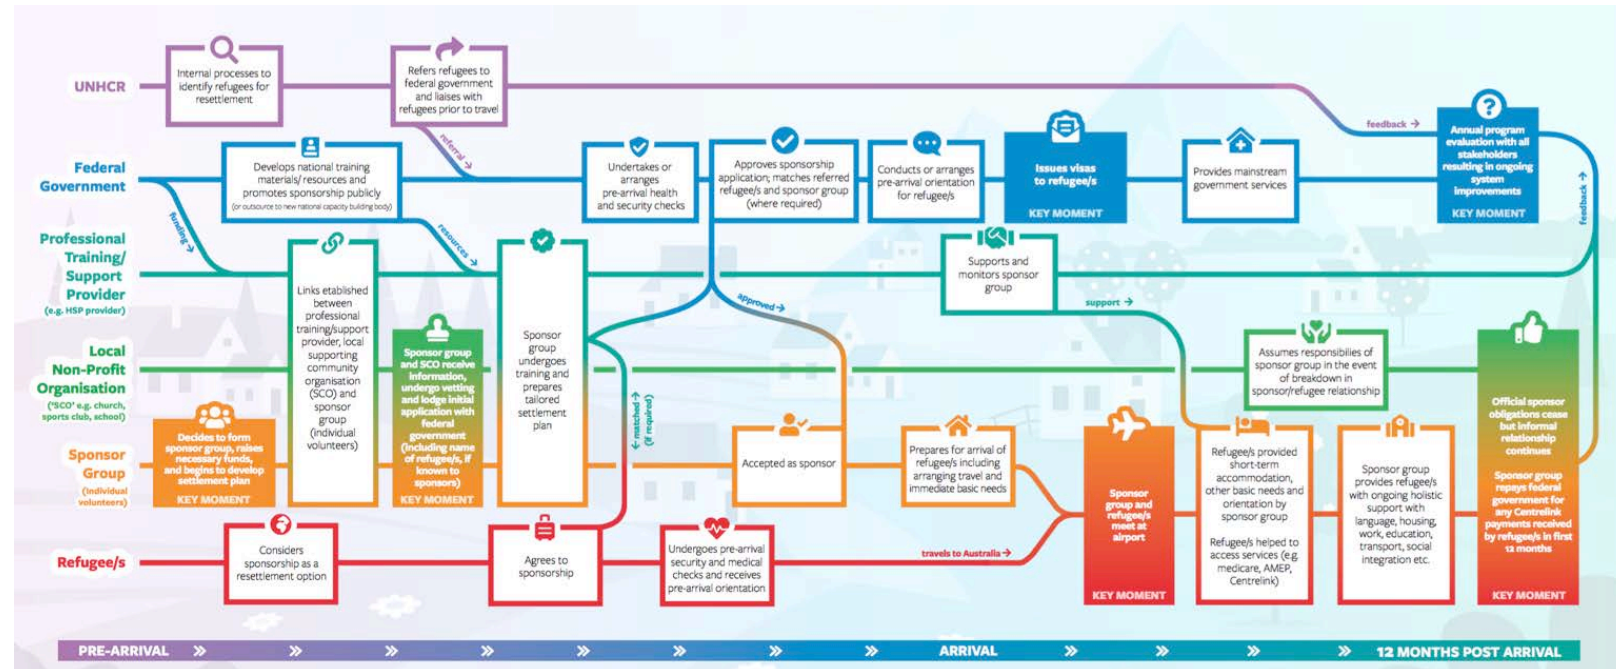 UNHCR
Internal processes to
identify refugees for
resettlement
Refers refugees to
federal government
and liaises with
refugees prior to travel
referral →
feedback →
Federal
Government
Develops national training
materials/ resources and
promotes sponsorship publicly
(or outsource to new national capacity building body)
Undertakes or
arranges
pre-arrival health
and security checks
Approves sponsorship
application; matches referred
refugee/s and sponsor group
(where required)
Conducts or arranges
pre-arrival orientation
for refugee/s
Issues visas
to refugee/s
KEY MOMENT
Provides mainstream
government services
Annual program
evaluation with all
stakeholders
resulting in ongoing
system
improvements
KEY MOMENT
funding →
resources →
feedback →
Professional
Training/
Support
Provider
(e.g. HSP provider)
Links etablished
between
professional
training/support
provider, local
supporting
community
organisation
(SCO) and
sponsor
group
(individual
volunteers)
Sponsor
group
undergoes
training and
prepares
tailored
settlement
plan
Supports and
monitors sponsor
group
approved →
support →
Local
Non-Profit
Organisation
('SCO' e.g. church,
sports club, school)
Sponsor group
and SCO receive
information,
undergo vetting
and lodge initial
application with
federal
government
(including name
of refugee/s, if
known to
sponsors)
KEY MOMENT
← matched →
(if required)
Assumes responsibilies of
sponsor group in the event
of breakdown in
sponsor/refugee relationship
Official sponsor
obligations cease
but informal
relationship
continues
Sponsor group
repays federal
government for
any Centrelink
payments received
by refugee/s in first
12 months
KEY MOMENT
Sponsor
Group
(Individual
volunteers)
Decides to form
sponsor group, raises
necessary funds,
and begins to develop
settlement plan
KEY MOMENT
Accepted as sponsor
Prepares for arrival of
refugee/s including
arranging travel and
immediate basic needs
Sponsor
group and
refugee/s
meet at
airport
KEY MOMENT
Refugee/s provided
short-term
accommodation,
other basic needs and
orientation by
sponsor group
Refugee/s helped to
access services (e.g.
medicare, AMEP,
Centrelink)
Sponsor group
provides refugee/s
with ongoing holistic
support with
language, housing,
work, education,
transport, social
integration etc.
Refugee/s
Considers
sponsorship as a
resettlement option
Agrees to
sponsorship
Undergoes pre-arrival
security and medical
checks and receives
pre-arrival orientation
travels to Australia →
PRE-ARRIVAL » » » » » » » » ARRIVAL » » » » 12 MONTHS POST ARRIVAL